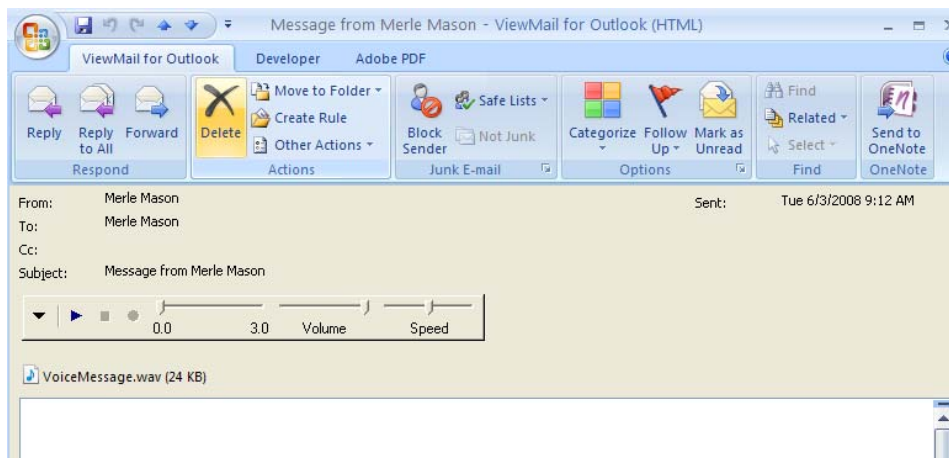 Message from Merle Mason - ViewMail for Outlook (HTML)
ViewMail for Outlook Developer Adobe PDF
Reply Reply to All Forward
Respond
Delete Move to Folder
Create Rule
Other Actions
Actions
Block Sender Safe Lists
Not Junk
Junk E-mail
Categorize Follow Up Mark as Unread
Options
Find
Related
Select
Find
Send to OneNote
OneNote
From: Merle Mason Sent: Tue 6/3/2008 9:12 AM
To: Merle Mason
Cc:
Subject: Message from Merle Mason
0.0 3.0 Volume Speed
VoiceMessage.wav (24 KB)